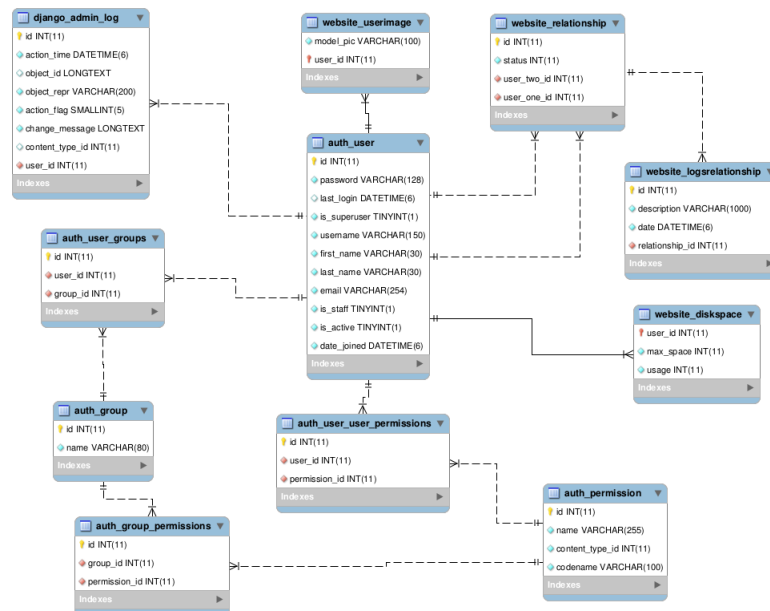 django_admin_log
id INT(11)
action_time DATETIME(6)
object_id LONGTEXT
object_repr VARCHAR(200)
action_flag SMALLINT(5)
change_message LONGTEXT
content_type_id INT(11)
user_id INT(11)
Indexes
website_userimage
model_pic VARCHAR(100)
user_id INT(11)
Indexes
website_relationship
id INT(11)
status INT(11)
user_two_id INT(11)
user_one_id INT(11)
Indexes
auth_user
id INT(11)
password VARCHAR(128)
last_login DATETIME(6)
is_superuser TINYINT(1)
username VARCHAR(150)
first_name VARCHAR(30)
last_name VARCHAR(30)
email VARCHAR(254)
is_staff TINYINT(1)
is_active TINYINT(1)
date_joined DATETIME(6)
Indexes
website_logsrelationship
id INT(11)
description VARCHAR(1000)
date DATETIME(6)
relationship_id INT(11)
Indexes
auth_user_groups
id INT(11)
user_id INT(11)
group_id INT(11)
Indexes
website_diskspace
user_id INT(11)
max_space INT(11)
usage INT(11)
Indexes
auth_group
id INT(11)
name VARCHAR(80)
Indexes
auth_user_user_permissions
id INT(11)
user_id INT(11)
permission_id INT(11)
Indexes
auth_permission
id INT(11)
name VARCHAR(255)
content_type_id INT(11)
codename VARCHAR(100)
Indexes
auth_group_permissions
id INT(11)
group_id INT(11)
permission_id INT(11)
Indexes